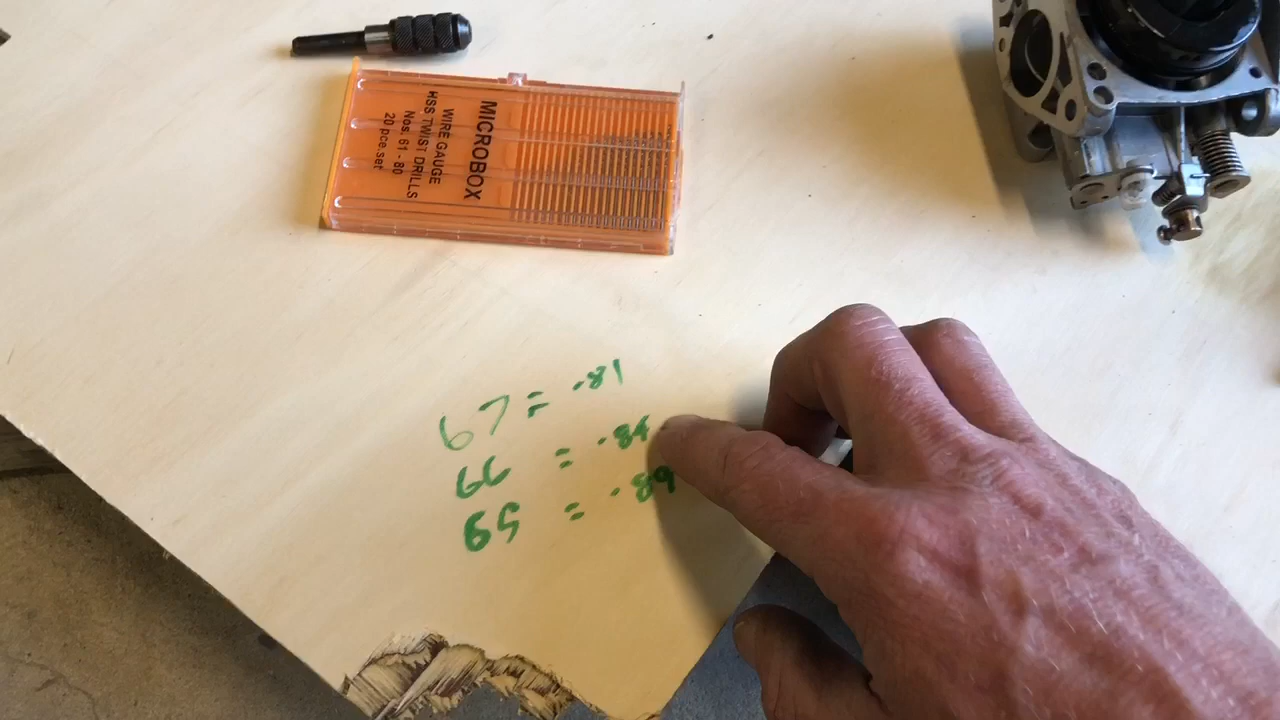 MICROBOX
WIRE GAUGE
HSS TWIST DRILLS
Nos. 61 - 80
20 pce.set
67 = .81
66 = .84
65 = .89